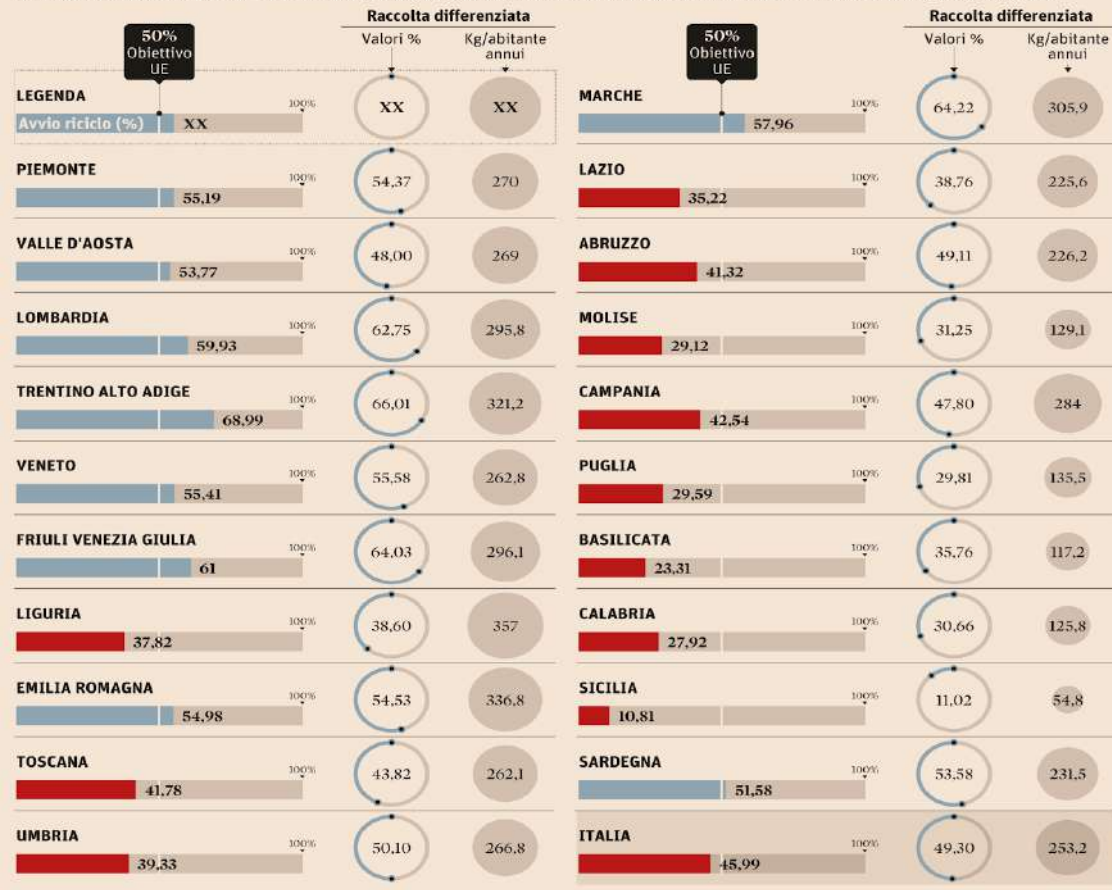 Raccolta differenziata
50%
Obiettivo
UE
Valori %
Kg/abitante
annui
LEGENDA
100%
Avvio riciclo (%)
XX
XX
XX
PIEMONTE
100%
55,19
54,37
270
VALLE D'AOSTA
100%
53,77
48,00
269
LOMBARDIA
100%
59,93
62,75
295,8
TRENTINO ALTO ADIGE
100%
68,99
66,01
321,2
VENETO
100%
55,41
55,58
262,8
FRIULI VENEZIA GIULIA
100%
61
64,03
296,1
LIGURIA
100%
37,82
38,60
357
EMILIA ROMAGNA
100%
54,98
54,53
336,8
TOSCANA
100%
41,78
43,82
262,1
UMBRIA
100%
39,33
50,10
266,8
Raccolta differenziata
50%
Obiettivo
UE
Valori %
Kg/abitante
annui
MARCHE
100%
57,96
64,22
305,9
LAZIO
100%
35,22
38,76
225,6
ABRUZZO
100%
41,32
49,11
226,2
MOLISE
100%
29,12
31,25
129,1
CAMPANIA
100%
42,54
47,80
284
PUGLIA
100%
29,59
29,81
135,5
BASILICATA
100%
23,31
35,76
117,2
CALABRIA
100%
27,92
30,66
125,8
SICILIA
100%
10,81
11,02
54,8
SARDEGNA
100%
51,58
53,58
231,5
ITALIA
100%
45,99
49,30
253,2